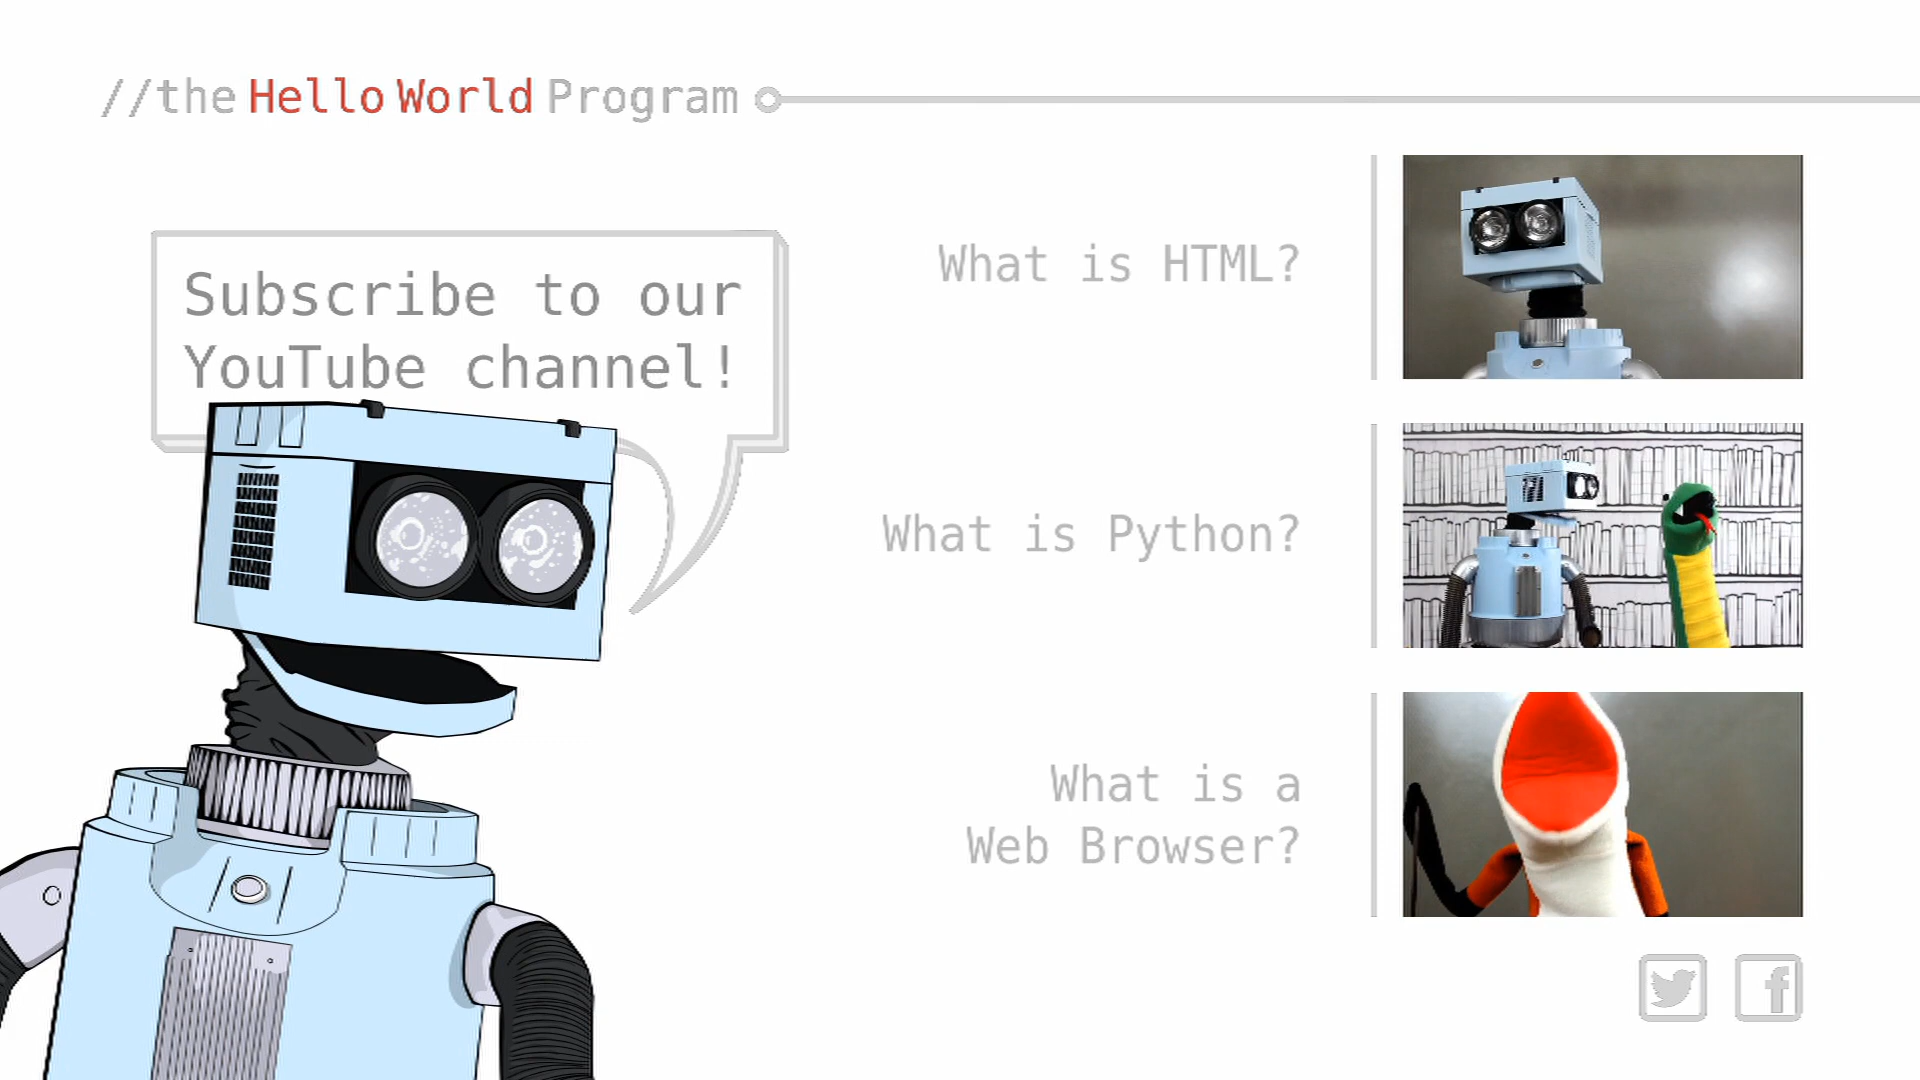 //the Hello World Program
Subscribe to our
YouTube channel!
What is HTML?
What is Python?
What is a
Web Browser?